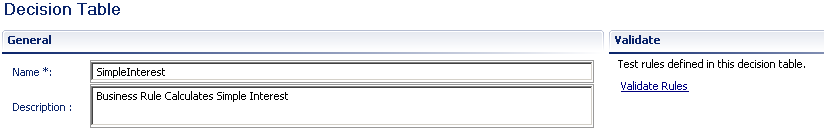 Decision Table
General
Name *:
SimpleInterest
Description :
Business Rule Calculates Simple Interest
Validate
Test rules defined in this decision table.
Validate Rules